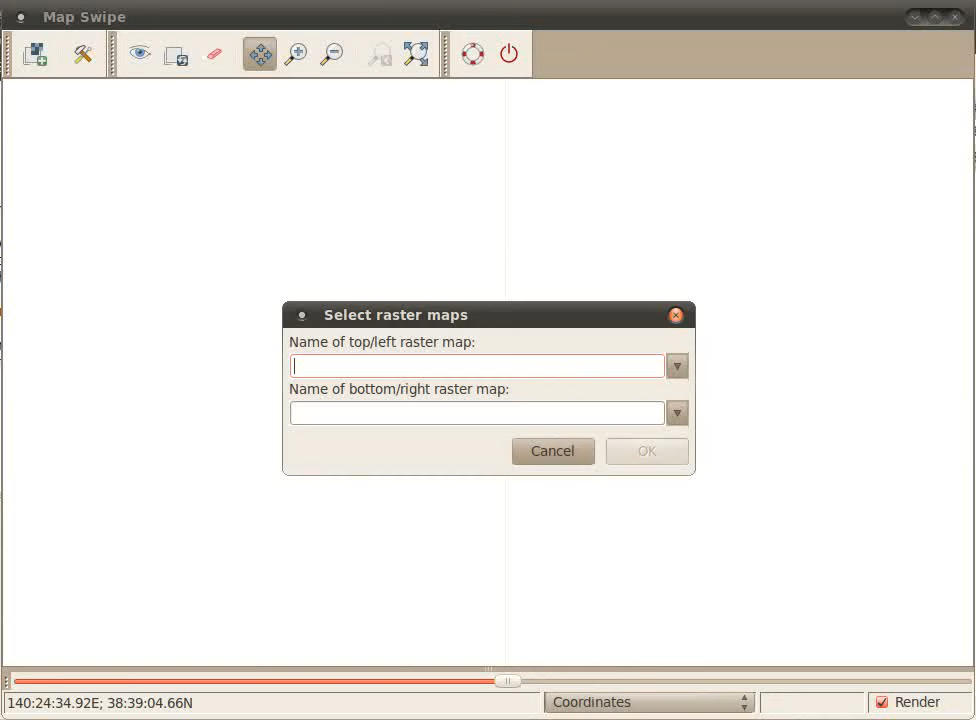 Map Swipe
Select raster maps
Name of top/left raster map:
Name of bottom/right raster map:
Cancel
OK
140:24:34.92E; 38:39:04.66N
Coordinates
Render